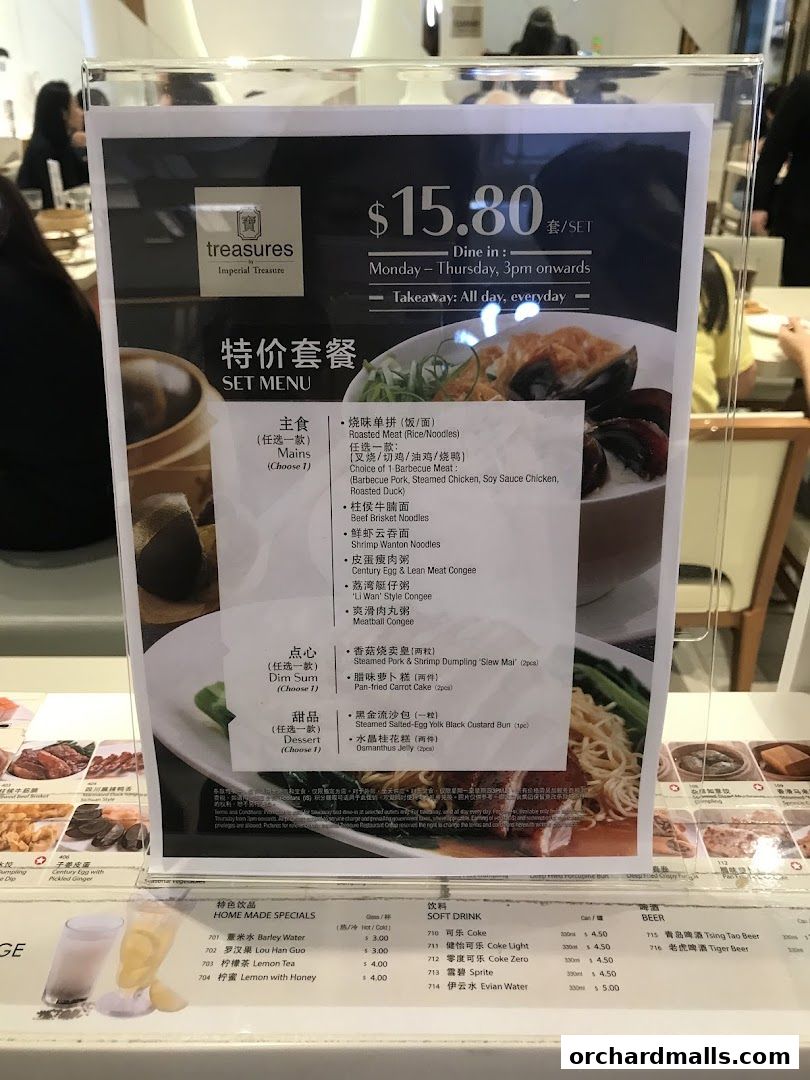 寶
treasures
by
Imperial Treasure
$15.80 套/SET
Dine in :
Monday – Thursday, 3pm onwards
Takeaway: All day, everyday
特价套餐
SET MENU
主食
(任选一款)
Mains
(Choose 1)
• 烧味单拼 (饭/面)
Roasted Meat (Rice/Noodles)
任选一款:
(叉烧/切鸡/油鸡/烧鸭)
Choice of 1 Barbecue Meat :
(Barbecue Pork, Steamed Chicken, Soy Sauce Chicken,
Roasted Duck)
• 柱侯牛腩面
Beef Brisket Noodles
• 鲜虾云吞面
Shrimp Wanton Noodles
• 皮蛋瘦肉粥
Century Egg & Lean Meat Congee
• 荔湾艇仔粥
'Li Wan' Style Congee
• 爽滑肉丸粥
Meatball Congee
点心
(任选一款)
Dim Sum
(Choose 1)
• 香菇烧卖皇 (两粒)
Steamed Pork & Shrimp Dumpling 'Siew Mai' (2pcs)
• 腊味萝卜糕 (两件)
Pan-fried Carrot Cake (2pcs)
甜品
(任选一款)
Dessert
(Choose 1)
• 黑金流沙包 (一粒)
Steamed Salted-Egg Yolk Black Custard Bun (1pc)
• 水晶桂花糕 (两件)
Osmanthus Jelly (2pcs)
406
子姜皮蛋
Century Egg with
Pickled Ginger
112
特色饮品
HOME MADE SPECIALS
Glass / 杯
(热/冷 Hot / Cold)
701 薏米水 Barley Water $ 3.00
702 罗汉果 Lou Han Guo $ 3.00
703 柠檬茶 Lemon Tea $ 4.00
704 柠蜜 Lemon with Honey $ 4.00
饮料
SOFT DRINK
Can / 罐
710 可乐 Coke 330ml $ 4.50
711 健怡可乐 Coke Light 330ml $ 4.50
712 零度可乐 Coke Zero 330ml $ 4.50
713 雪碧 Sprite 330ml $ 4.50
714 伊云水 Evian Water 330ml $ 5.00
啤酒
BEER
715 青岛啤酒 Tsing Tao Beer 330ml
716 老虎啤酒 Tiger Beer 330ml
orchardmalls.com